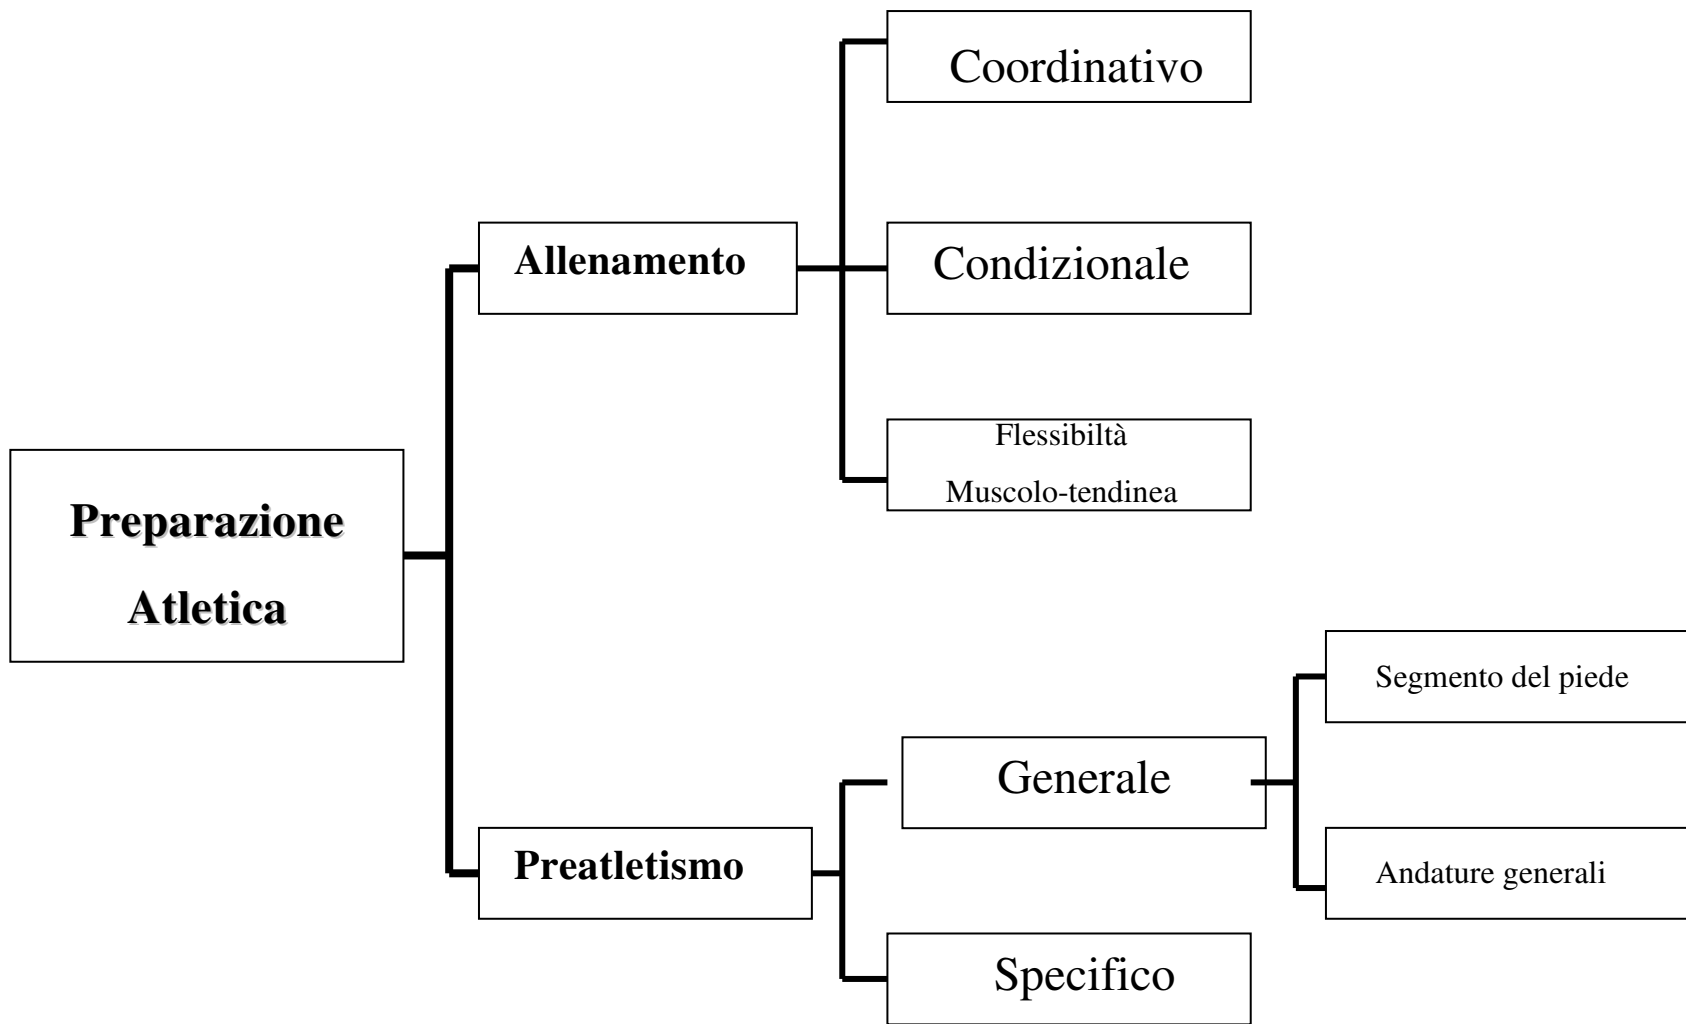 Coordinativo
Allenamento
Condizionale
Flessibiltà
Muscolo-tendinea
Preparazione
Atletica
Segmento del piede
Generale
Preatletismo
Andature generali
Specifico